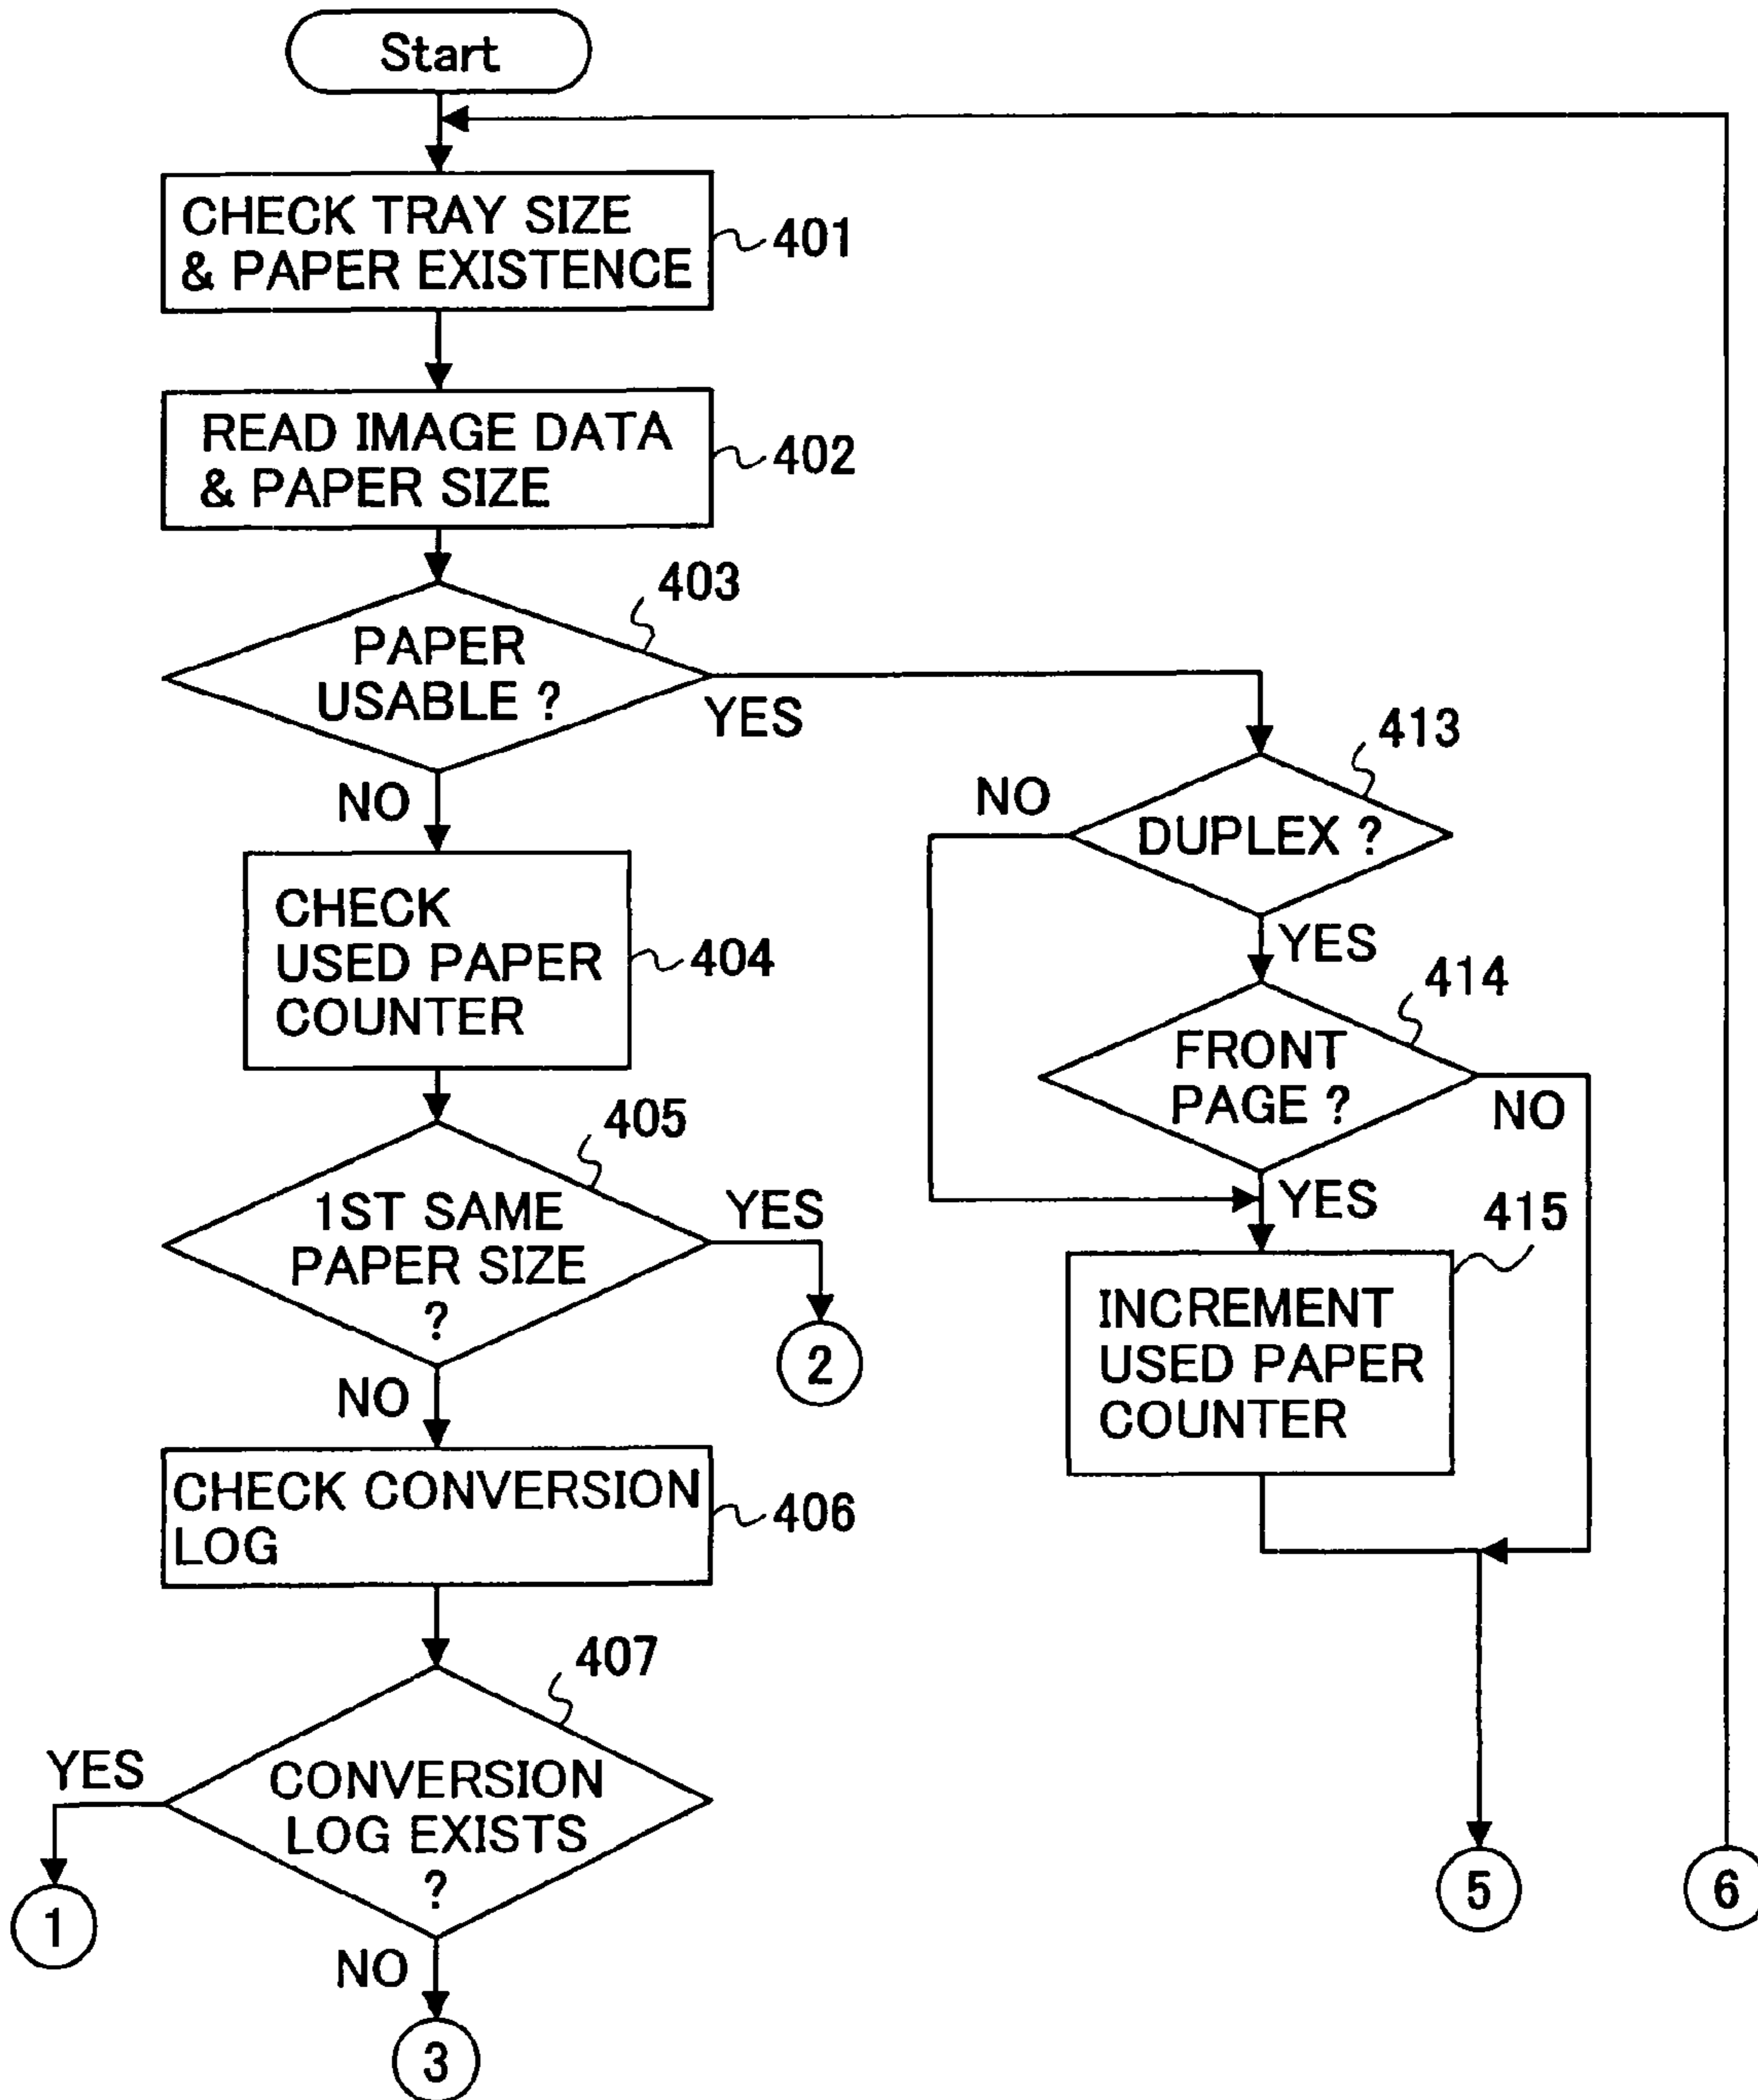 Start
CHECK TRAY SIZE
& PAPER EXISTENCE
401
READ IMAGE DATA
& PAPER SIZE
402
403
PAPER
USABLE ?
YES
NO
413
NO
DUPLEX ?
YES
CHECK
USED PAPER
COUNTER
404
414
FRONT
PAGE ?
NO
YES
405
1ST SAME
PAPER SIZE
?
YES
2
NO
415
INCREMENT
USED PAPER
COUNTER
CHECK CONVERSION
LOG
406
407
YES
CONVERSION
LOG EXISTS
?
1
NO
3
5
6